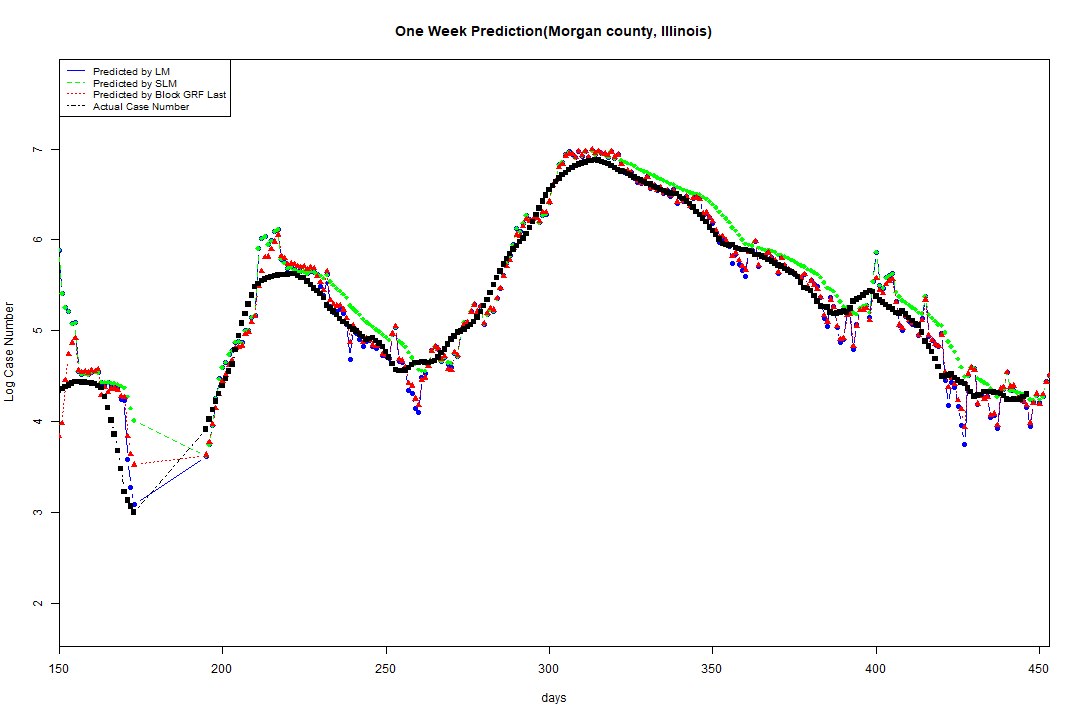 One Week Prediction(Morgan county, Illinois)
Predicted by LM
Predicted by SLM
Predicted by Block GRF Last
Actual Case Number
Log Case Number
7
6
5
4
3
2
150 200 250 300 350 400 450
days